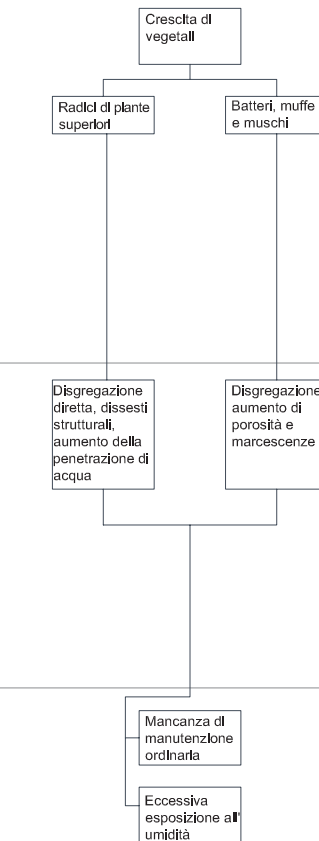 Crescita di
vegetali
Radici di piante
superiori
Batteri, muffe
e muschi
Disgregazione
diretta, dissesti
strutturali,
aumento della
penetrazione di
acqua
Disgregazione
aumento di
porosità e
marcescenze
Mancanza di
manutenzione
ordinaria
Eccessiva
esposizione all'
umidità